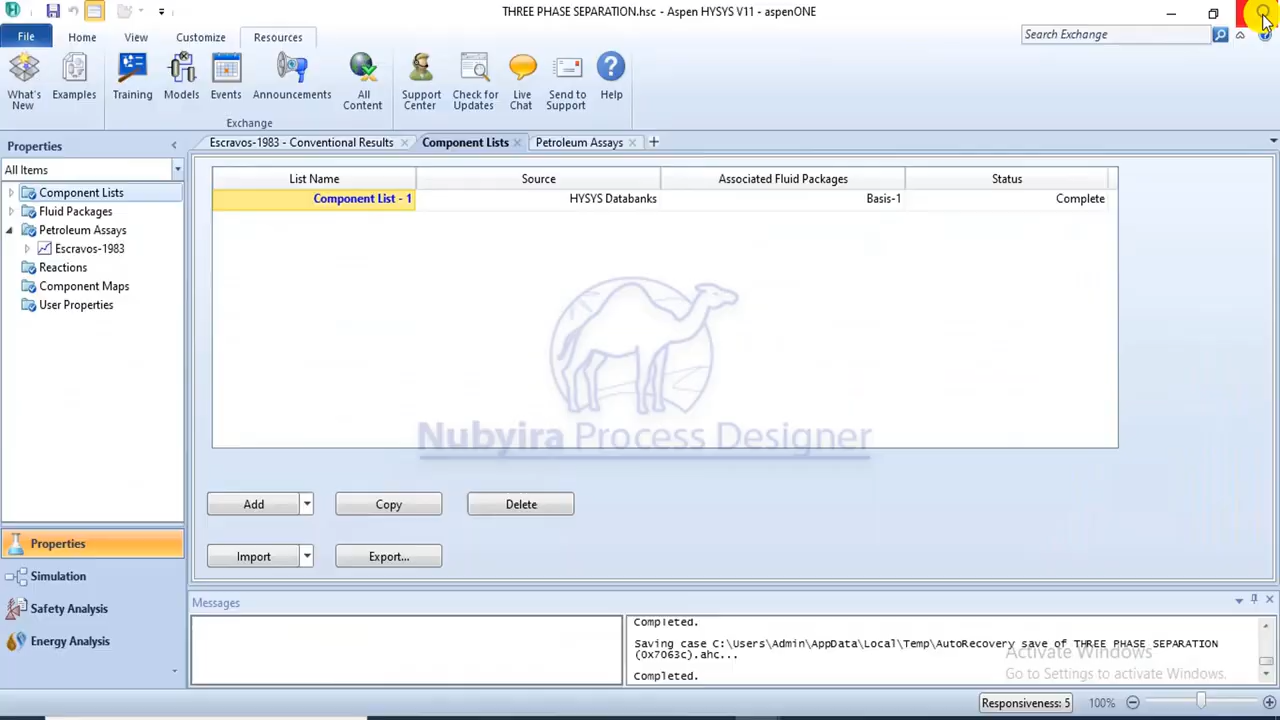 THREE PHASE SEPARATION.hsc - Aspen HYSYS V11 - aspenONE
File
Home
View
Customize
Resources
Search Exchange
What's New
Examples
Training
Models
Events
Announcements
All Content
Support Center
Check for Updates
Live Chat
Send to Support
Help
Exchange
Properties
Escravos-1983 - Conventional Results
Component Lists
Petroleum Assays
All Items
Component Lists
Fluid Packages
Petroleum Assays
Escravos-1983
Reactions
Component Maps
User Properties
List Name
Source
Associated Fluid Packages
Status
Component List - 1
HYSYS Databanks
Basis-1
Complete
Nubyira Process Designer
Add
Copy
Delete
Import
Export...
Properties
Simulation
Safety Analysis
Energy Analysis
Messages
Completed.
Saving case C:\Users\Admin\AppData\Local\Temp\AutoRecovery save of THREE PHASE SEPARATION
(0x7063c).ahc...
Completed.
Activate Windows
Go to Settings to activate Windows.
Responsiveness: 5
100%